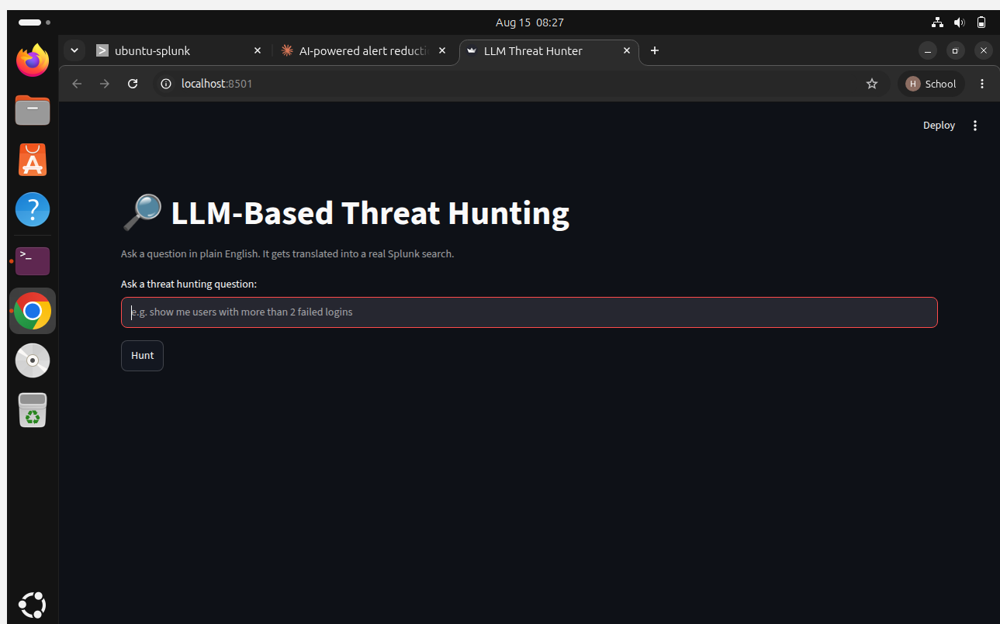 Aug 15 08:27
ubuntu-splunk
AI-powered alert reducti
LLM Threat Hunter
localhost:8501
H School
Deploy
LLM-Based Threat Hunting
Ask a question in plain English. It gets translated into a real Splunk search.
Ask a threat hunting question:
e.g. show me users with more than 2 failed logins
Hunt